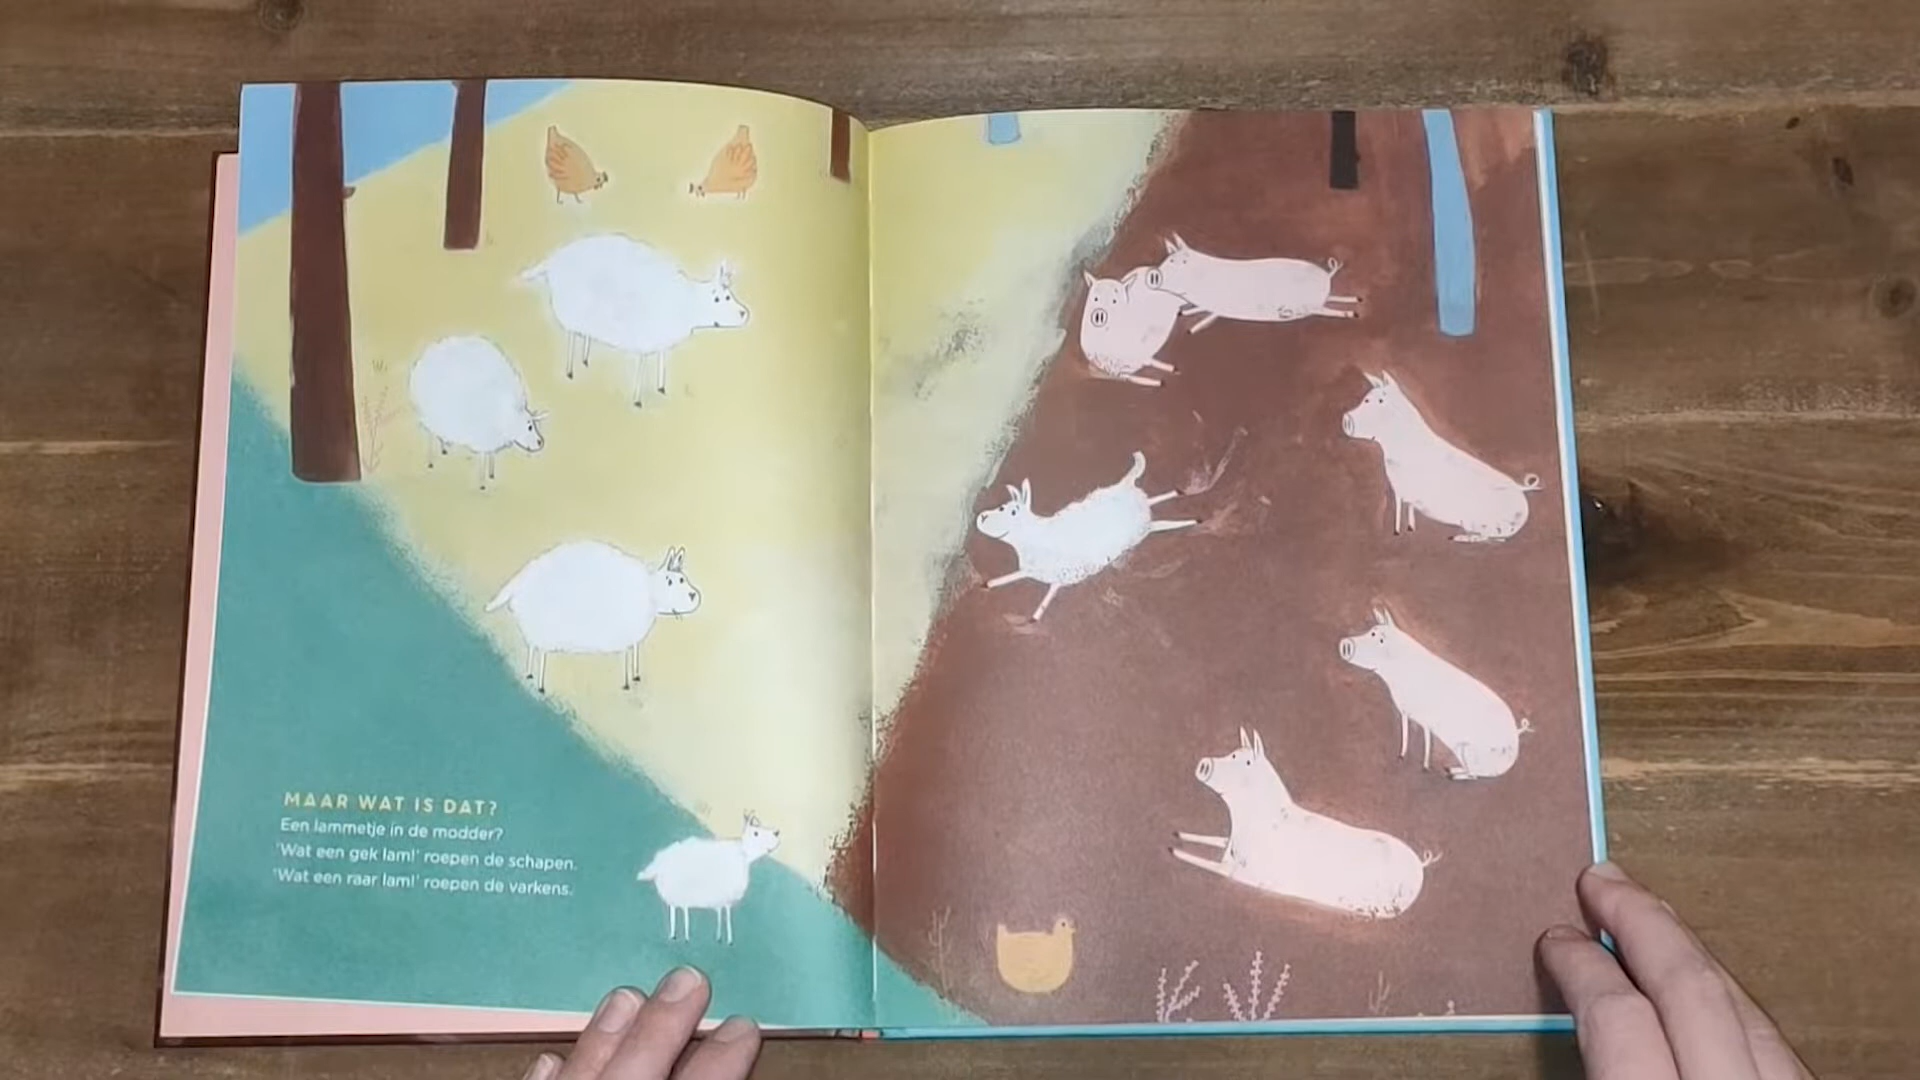 MAAR WAT IS DAT?
Een lammetje in de modder?
'Wat een gek lam!' roepen de schapen.
'Wat een raar lam!' roepen de varkens.